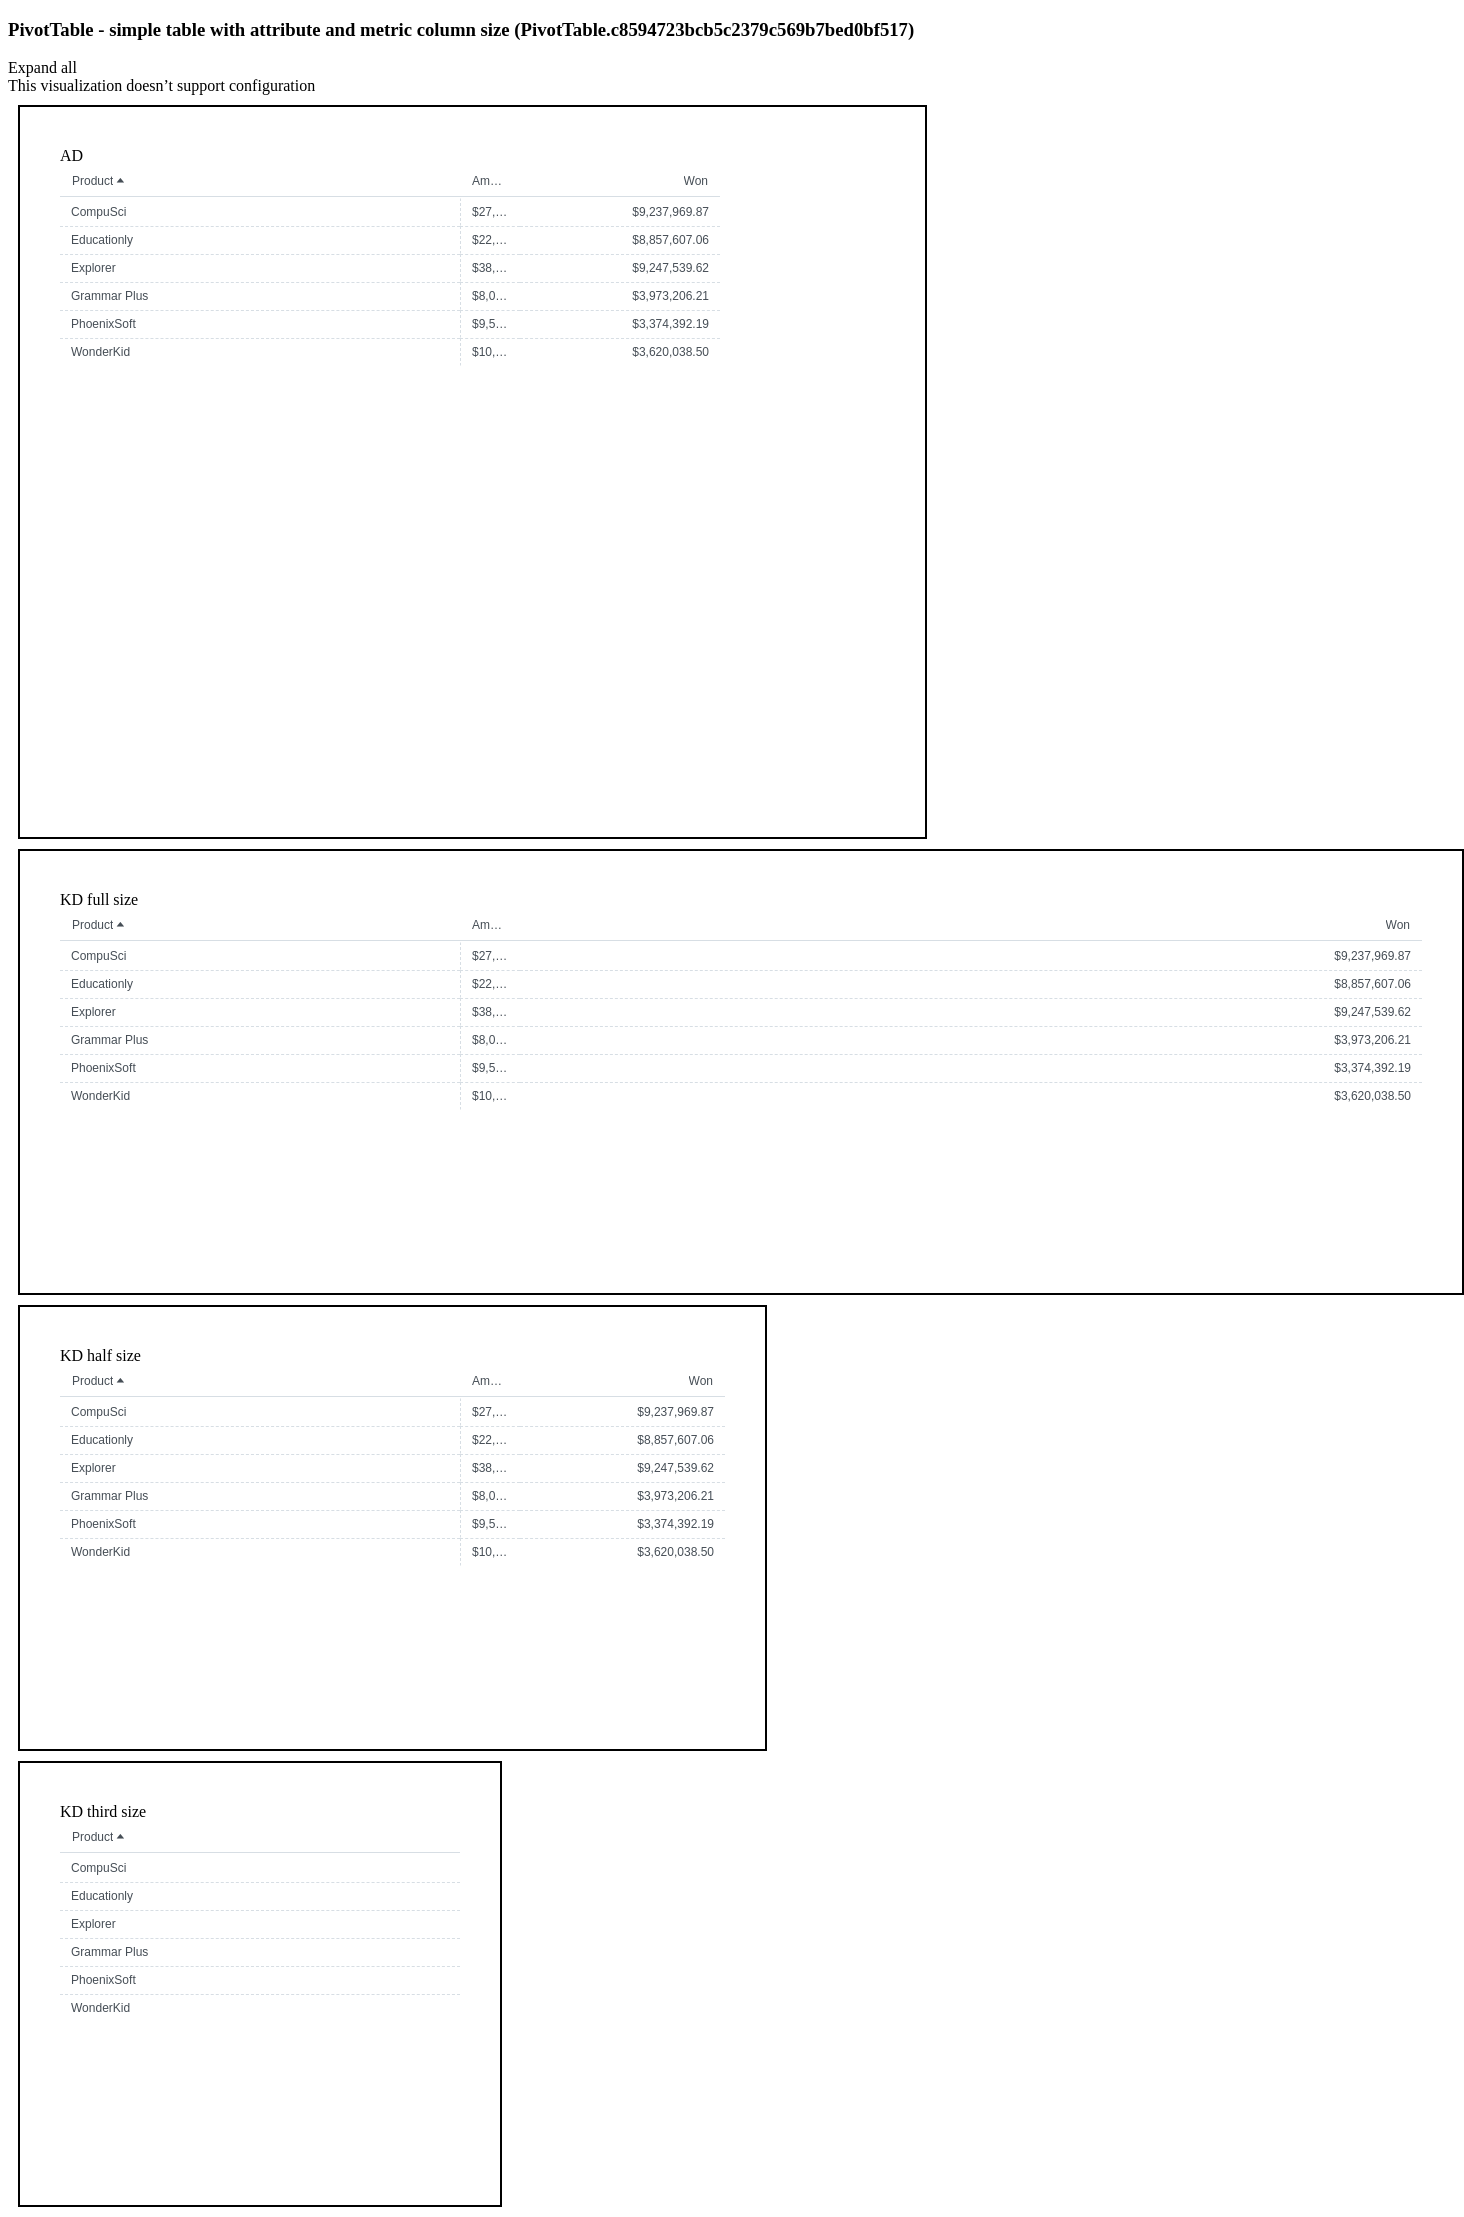 PivotTable - simple table with attribute and metric column size (PivotTable.c8594723bcb5c2379c569b7bed0bf517)
Expand all
This visualization doesn’t support configuration
AD
Product Am… Won
CompuSci $27,… $9,237,969.87
Educationly $22,… $8,857,607.06
Explorer $38,… $9,247,539.62
Grammar Plus $8,0… $3,973,206.21
PhoenixSoft $9,5… $3,374,392.19
WonderKid $10,… $3,620,038.50
KD full size
Product Am… Won
CompuSci $27,… $9,237,969.87
Educationly $22,… $8,857,607.06
Explorer $38,… $9,247,539.62
Grammar Plus $8,0… $3,973,206.21
PhoenixSoft $9,5… $3,374,392.19
WonderKid $10,… $3,620,038.50
KD half size
Product Am… Won
CompuSci $27,… $9,237,969.87
Educationly $22,… $8,857,607.06
Explorer $38,… $9,247,539.62
Grammar Plus $8,0… $3,973,206.21
PhoenixSoft $9,5… $3,374,392.19
WonderKid $10,… $3,620,038.50
KD third size
Product
CompuSci
Educationly
Explorer
Grammar Plus
PhoenixSoft
WonderKid